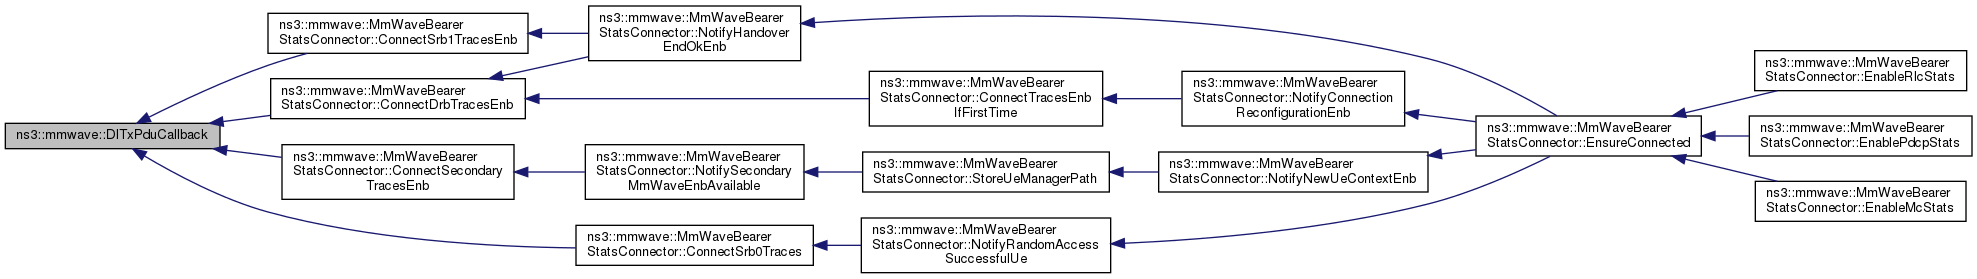 ns3::mmwave::DlTxPduCallback
ns3::mmwave::MmWaveBearer
StatsConnector::ConnectSrb1TracesEnb
ns3::mmwave::MmWaveBearer
StatsConnector::ConnectDrbTracesEnb
ns3::mmwave::MmWaveBearer
StatsConnector::ConnectSecondary
TracesEnb
ns3::mmwave::MmWaveBearer
StatsConnector::ConnectSrb0Traces
ns3::mmwave::MmWaveBearer
StatsConnector::NotifyHandover
EndOkEnb
ns3::mmwave::MmWaveBearer
StatsConnector::NotifySecondary
MmWaveEnbAvailable
ns3::mmwave::MmWaveBearer
StatsConnector::ConnectTracesEnb
IfFirstTime
ns3::mmwave::MmWaveBearer
StatsConnector::StoreUeManagerPath
ns3::mmwave::MmWaveBearer
StatsConnector::NotifyRandomAccess
SuccessfulUe
ns3::mmwave::MmWaveBearer
StatsConnector::NotifyConnection
ReconfigurationEnb
ns3::mmwave::MmWaveBearer
StatsConnector::NotifyNewUeContextEnb
ns3::mmwave::MmWaveBearer
StatsConnector::EnsureConnected
ns3::mmwave::MmWaveBearer
StatsConnector::EnableRlcStats
ns3::mmwave::MmWaveBearer
StatsConnector::EnablePdcpStats
ns3::mmwave::MmWaveBearer
StatsConnector::EnableMcStats